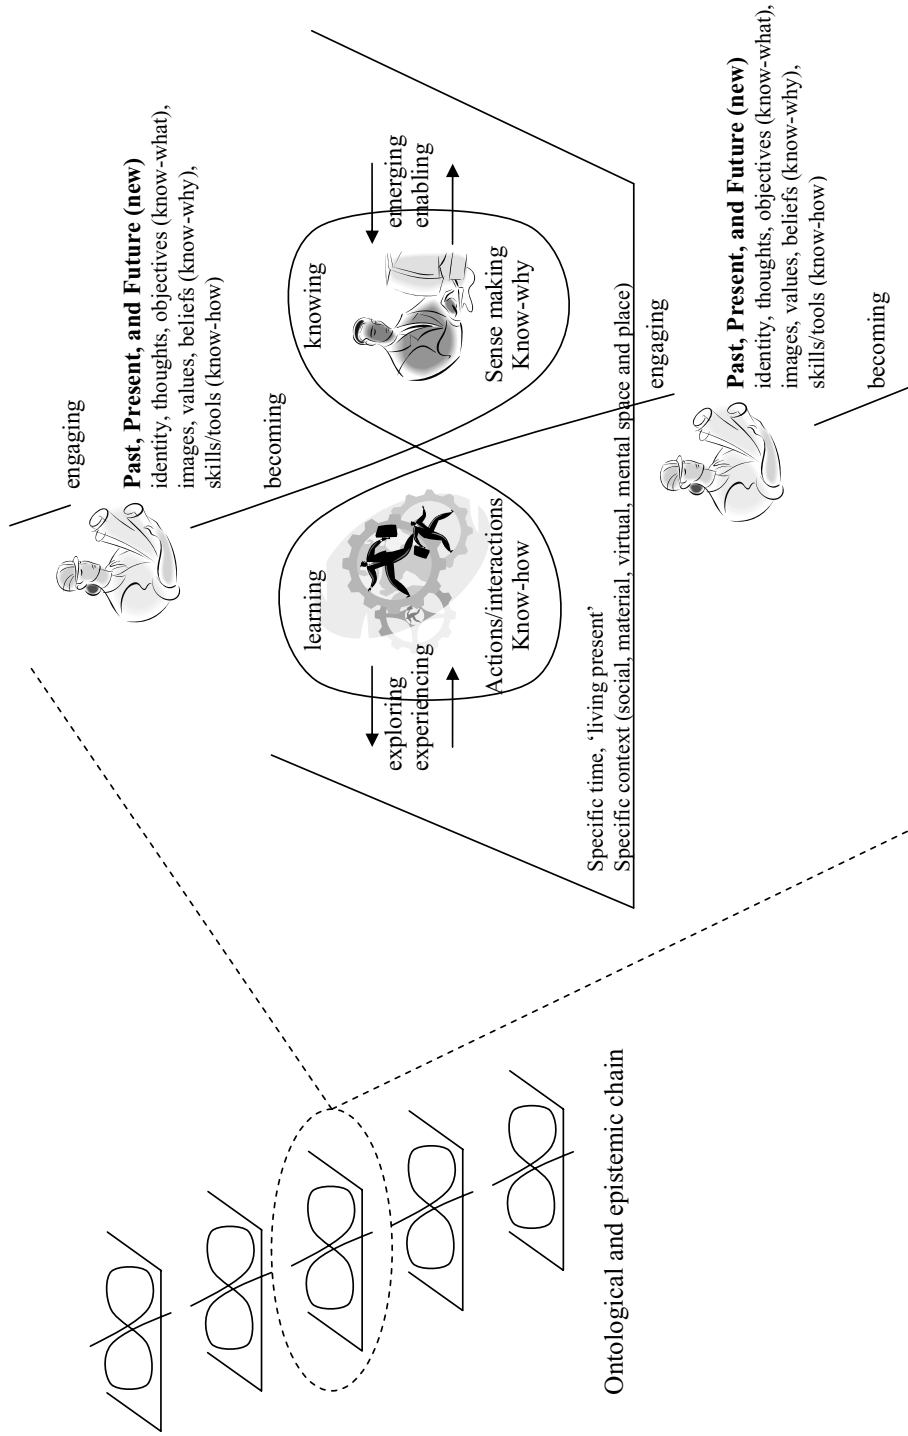 engaging
Past, Present, and Future (new)
identity, thoughts, objectives (know-what),
images, values, beliefs (know-why),
skills/tools (know-how)
becoming
learning
knowing
exploring
experiencing
emerging
enabling
Actions/interactions
Know-how
Sense making
Know-why
Specific time, ‘living present’
Specific context (social, material, virtual, mental space and place)
engaging
Past, Present, and Future (new)
identity, thoughts, objectives (know-what),
images, values, beliefs (know-why),
skills/tools (know-how)
becoming
Ontological and epistemic chain